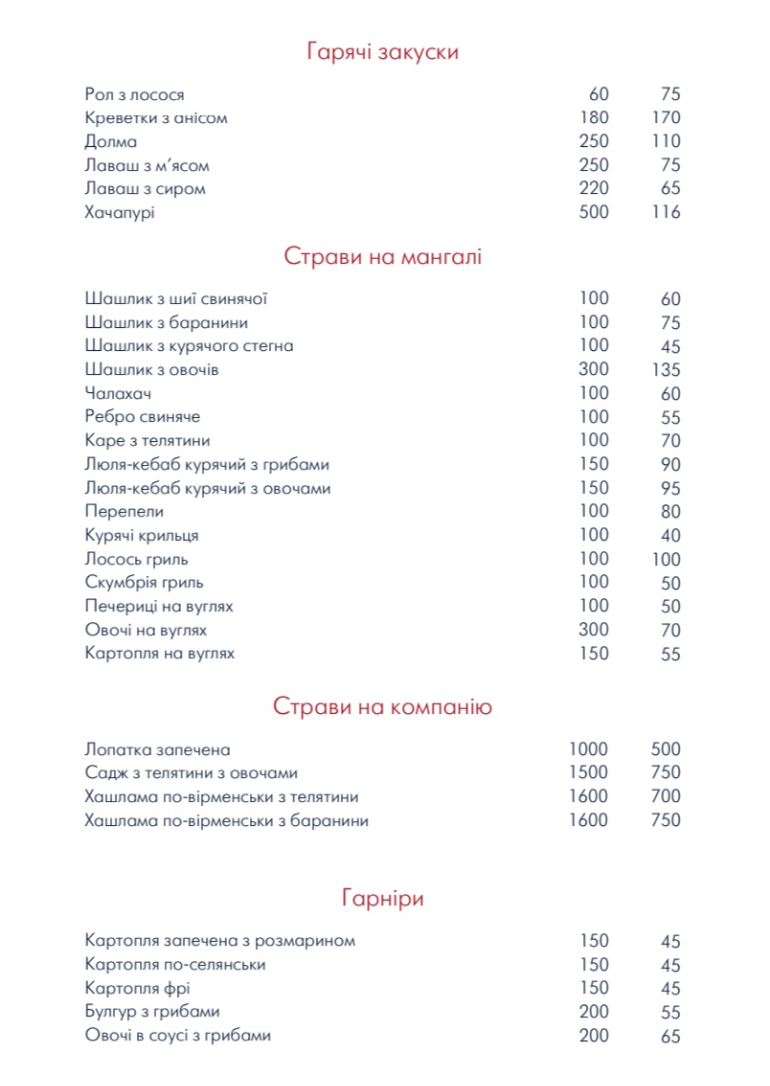 Гарячі закуски
Рол з лосося 60 75
Креветки з анісом 180 170
Долма 250 110
Лаваш з м'ясом 250 75
Лаваш з сиром 220 65
Хачапурі 500 116
Страви на мангалі
Шашлик з шиї свинячої 100 60
Шашлик з баранини 100 75
Шашлик з курячого стегна 100 45
Шашлик з овочів 300 135
Чалахач 100 60
Ребро свиняче 100 55
Каре з телятини 100 70
Люля-кебаб курячий з грибами 150 90
Люля-кебаб курячий з овочами 150 95
Перепели 100 80
Курячі крильця 100 40
Лосось гриль 100 100
Скумбрія гриль 100 50
Печериці на вуглях 100 50
Овочі на вуглях 300 70
Картопля на вуглях 150 55
Страви на компанію
Лопатка запечена 1000 500
Садж з телятини з овочами 1500 750
Хашлама по-вірменськи з телятини 1600 700
Хашлама по-вірменськи з баранини 1600 750
Гарніри
Картопля запечена з розмарином 150 45
Картопля по-селянськи 150 45
Картопля фрі 150 45
Булгур з грибами 200 55
Овочі в соусі з грибами 200 65